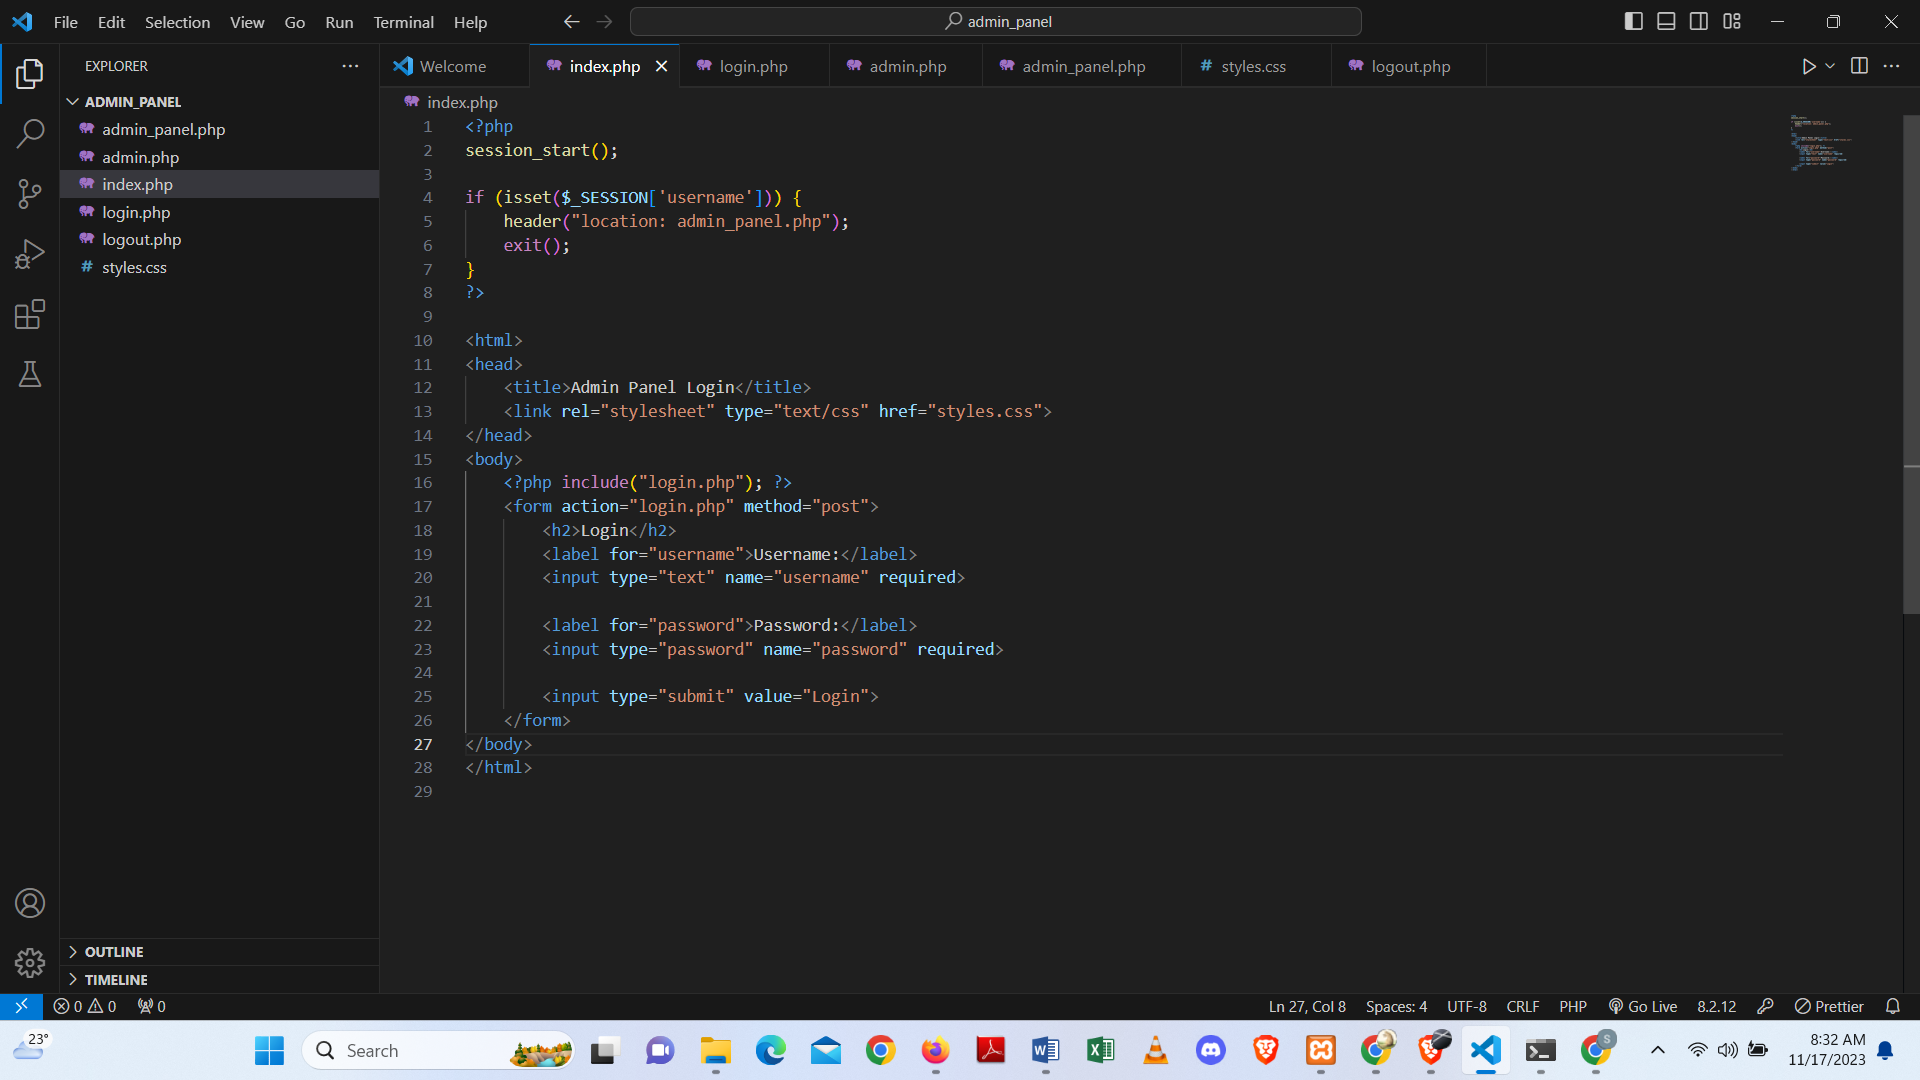 File Edit Selection View Go Run Terminal Help
admin_panel
EXPLORER
ADMIN_PANEL
admin_panel.php
admin.php
index.php
login.php
logout.php
# styles.css
OUTLINE
TIMELINE
Welcome index.php login.php admin.php admin_panel.php # styles.css logout.php
index.php
1 <?php
2 session_start();
3
4 if (isset($_SESSION['username'])) {
5     header("location: admin_panel.php");
6     exit();
7 }
8 ?>
9
10 <html>
11 <head>
12     <title>Admin Panel Login</title>
13     <link rel="stylesheet" type="text/css" href="styles.css">
14 </head>
15 <body>
16     <?php include("login.php"); ?>
17     <form action="login.php" method="post">
18         <h2>Login</h2>
19         <label for="username">Username:</label>
20         <input type="text" name="username" required>
21
22         <label for="password">Password:</label>
23         <input type="password" name="password" required>
24
25         <input type="submit" value="Login">
26     </form>
27 </body>
28 </html>
29
0 0 0 Ln 27, Col 8 Spaces: 4 UTF-8 CRLF PHP Go Live 8.2.12 Prettier
23°
Search
S
8:32 AM
11/17/2023